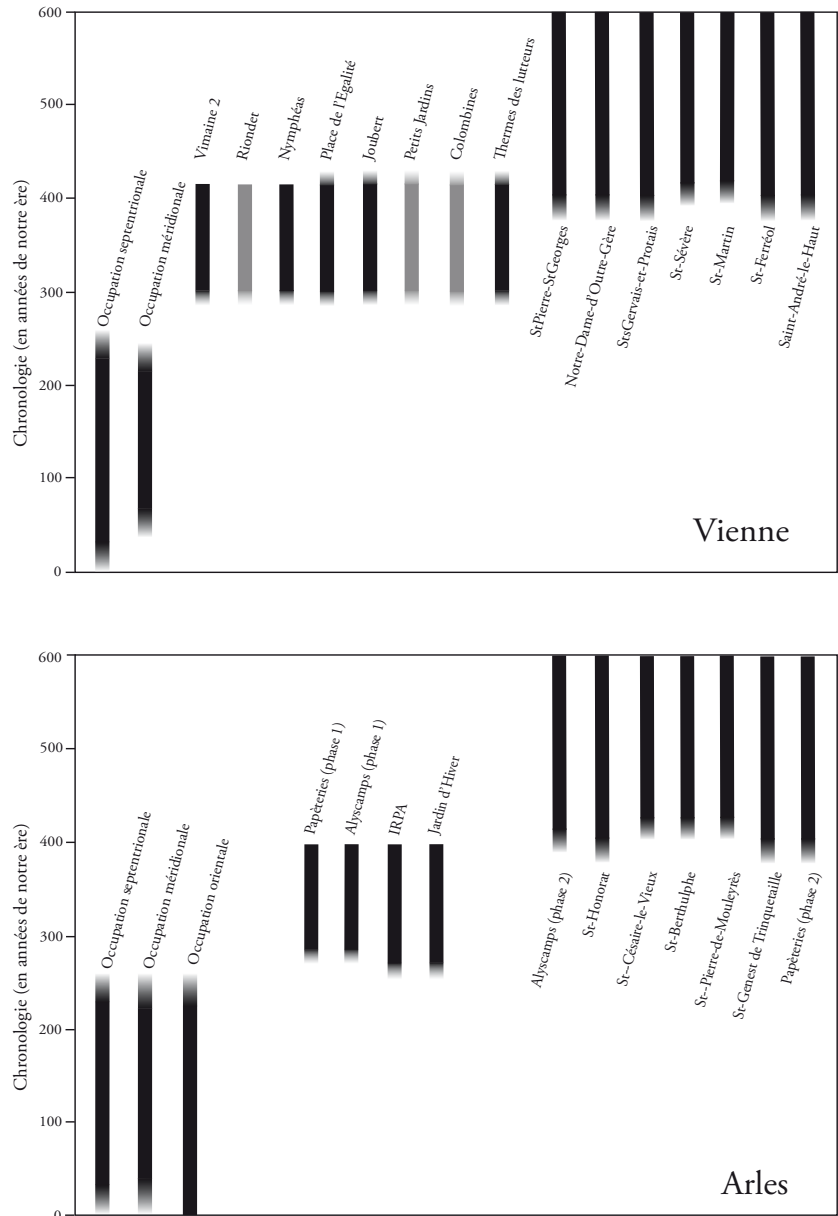 Chronologie (en années de notre ère)
600
500
400
300
200
100
0
Occupation septentrionale
Occupation méridionale
Vimaine 2
Riondet
Nymphéas
Place de l'Egalité
Joubert
Petits Jardins
Colombines
Thermes des lutteurs
StPierre-StGeorges
Notre-Dame-d'Outre-Gère
StsGervais-et-Protais
St-Sévère
St-Martin
St-Ferréol
Saint-André-le-Haut
Vienne
Chronologie (en années de notre ère)
600
500
400
300
200
100
0
Occupation septentrionale
Occupation méridionale
Occupation orientale
Papèteries (phase 1)
Alyscamps (phase 1)
IRPA
Jardin d'Hiver
Alyscamps (phase 2)
St-Honorat
St--Césaire-le-Vieux
St-Berthulphe
St--Pierre-de-Mouleyrès
St-Genest de Trinquetaille
Papèteries (phase 2)
Arles